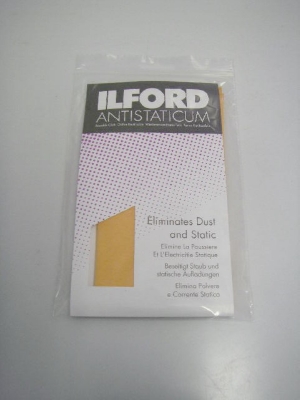 ILFORD
ANTISTATICUM
Eliminates Dust
and Static
Elimine La Poussiere
Et L'Electricitie Statique
Beseitigt Staub und
statische Aufladungen
Elimina Polvere
e Corrente Statica